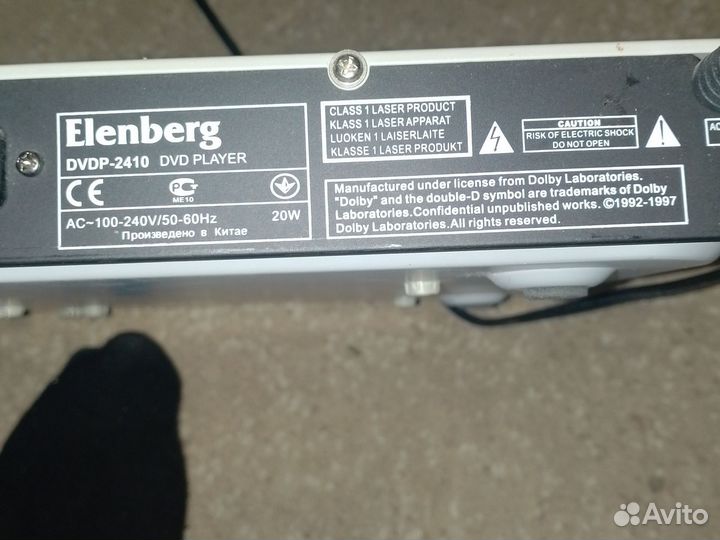 Elenberg
DVDP-2410 DVD PLAYER
CE PG
ME10
AC~100-240V/50-60Hz 20W
Произведено в Китае
CLASS 1 LASER PRODUCT
KLASS 1 LASER APPARAT
LUOKEN 1 LAISERLAITE
KLASSE 1 LASER PRODUKT
CAUTION
RISK OF ELECTRIC SHOCK
DO NOT OPEN
AC
Manufactured under license from Dolby Laboratories.
"Dolby" and the double-D symbol are trademarks of Dolby
Laboratories.Confidential unpublished works. ©1992-1997
Dolby Laboratories.All rights reserved.
Avito